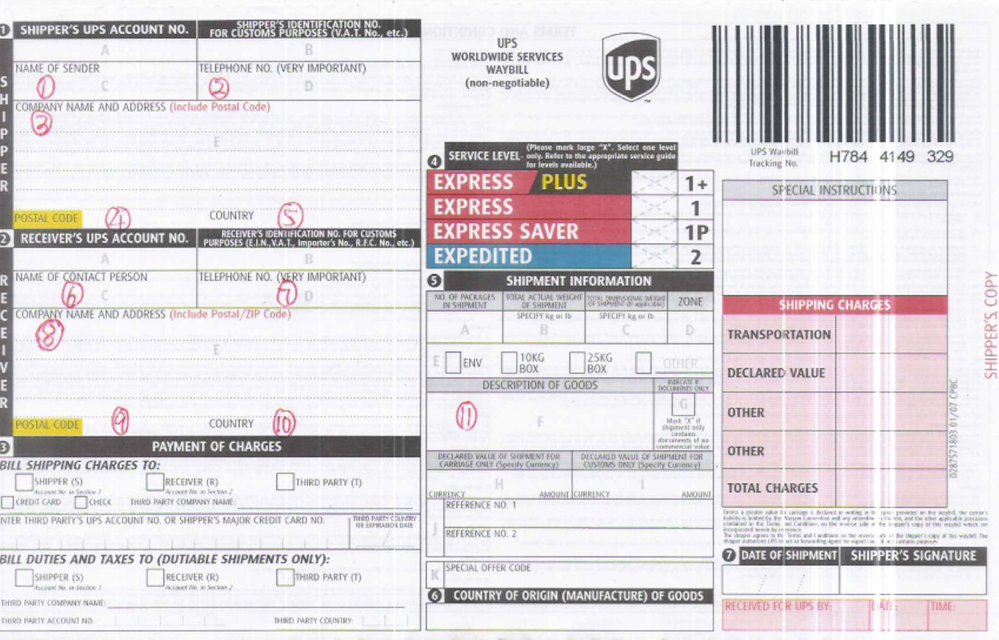 1 SHIPPER'S UPS ACCOUNT NO.
SHIPPER'S IDENTIFICATION NO.
FOR CUSTOMS PURPOSES (V.A.T. No., etc.)
A
B
SHIPPER
NAME OF SENDER
1
C
TELEPHONE NO. (VERY IMPORTANT)
2
D
COMPANY NAME AND ADDRESS (Include Postal Code)
3
E
POSTAL CODE
4
COUNTRY
5
2 RECEIVER'S UPS ACCOUNT NO.
RECEIVER'S IDENTIFICATION NO. FOR CUSTOMS
PURPOSES (E.I.N., V.A.T., Importer's No., R.F.C. No., etc.)
A
B
RECEIVER
NAME OF CONTACT PERSON
6
C
TELEPHONE NO. (VERY IMPORTANT)
7
D
COMPANY NAME AND ADDRESS (Include Postal/ZIP Code)
8
E
POSTAL CODE
9
COUNTRY
10
3 PAYMENT OF CHARGES
BILL SHIPPING CHARGES TO:
SHIPPER (S)
Account No. in Section 1
RECEIVER (R)
Account No. in Section 2
THIRD PARTY (T)
CREDIT CARD
CHECK
THIRD PARTY COMPANY NAME:
NTER THIRD PARTY'S UPS ACCOUNT NO. OR SHIPPER'S MAJOR CREDIT CARD NO.
THIRD PARTY COUNTRY
OR EXPIRATION DATE
BILL DUTIES AND TAXES TO (DUTIABLE SHIPMENTS ONLY):
SHIPPER (S)
Account No. in Section 1
RECEIVER (R)
Account No. in Section 2
THIRD PARTY (T)
THIRD PARTY COMPANY NAME:
THIRD PARTY ACCOUNT NO:
THIRD PARTY COUNTRY:
UPS
WORLDWIDE SERVICES
WAYBILL
(non-negotiable)
ups
TM
4 SERVICE LEVEL-
(Please mark large "X". Select one level
only. Refer to the appropriate service guide
for levels available.)
EXPRESS PLUS 1+
EXPRESS 1
EXPRESS SAVER 1P
EXPEDITED 2
5 SHIPMENT INFORMATION
NO. OF PACKAGES
IN SHIPMENT
A
TOTAL ACTUAL WEIGHT
OF SHIPMENT
SPECIFY kg or lb
B
TOTAL DIMENSIONAL WEIGHT
OF SHIPMENT (If applicable)
SPECIFY kg or lb
C
ZONE
D
E
ENV
10KG
BOX
25KG
BOX
OTHER
DESCRIPTION OF GOODS
11
F
INDICATE IF
DOCUMENTS ONLY
G
Mark "X" if
shipment only
contains
documents of no
commercial value
DECLARED VALUE OF SHIPMENT FOR
CARRIAGE ONLY (Specify Currency)
H
CURRENCY AMOUNT
DECLARED VALUE OF SHIPMENT FOR
CUSTOMS ONLY (Specify Currency)
I
CURRENCY AMOUNT
J
REFERENCE NO. 1
REFERENCE NO. 2
K
SPECIAL OFFER CODE
6 COUNTRY OF ORIGIN (MANUFACTURE) OF GOODS
UPS Waybill
Tracking No.
H784 4149 329
SPECIAL INSTRUCTIONS
SHIPPING CHARGES
TRANSPORTATION
DECLARED VALUE
OTHER
OTHER
TOTAL CHARGES
0287571803 01/07 CPBC
SHIPPER'S COPY
7 DATE OF SHIPMENT
SHIPPER'S SIGNATURE
RECEIVED FOR UPS BY:
DATE:
TIME: